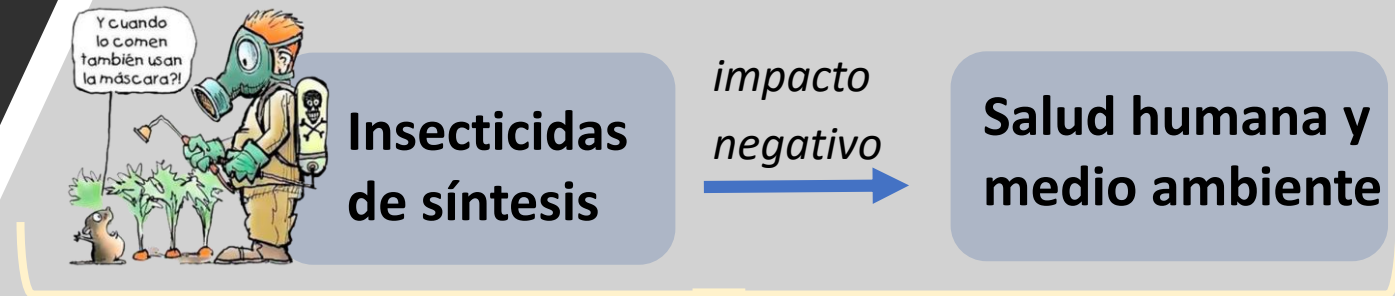 Y cuando
lo comen
también usan
la máscara?!
Insecticidas
de síntesis
impacto
negativo
Salud humana y
medio ambiente